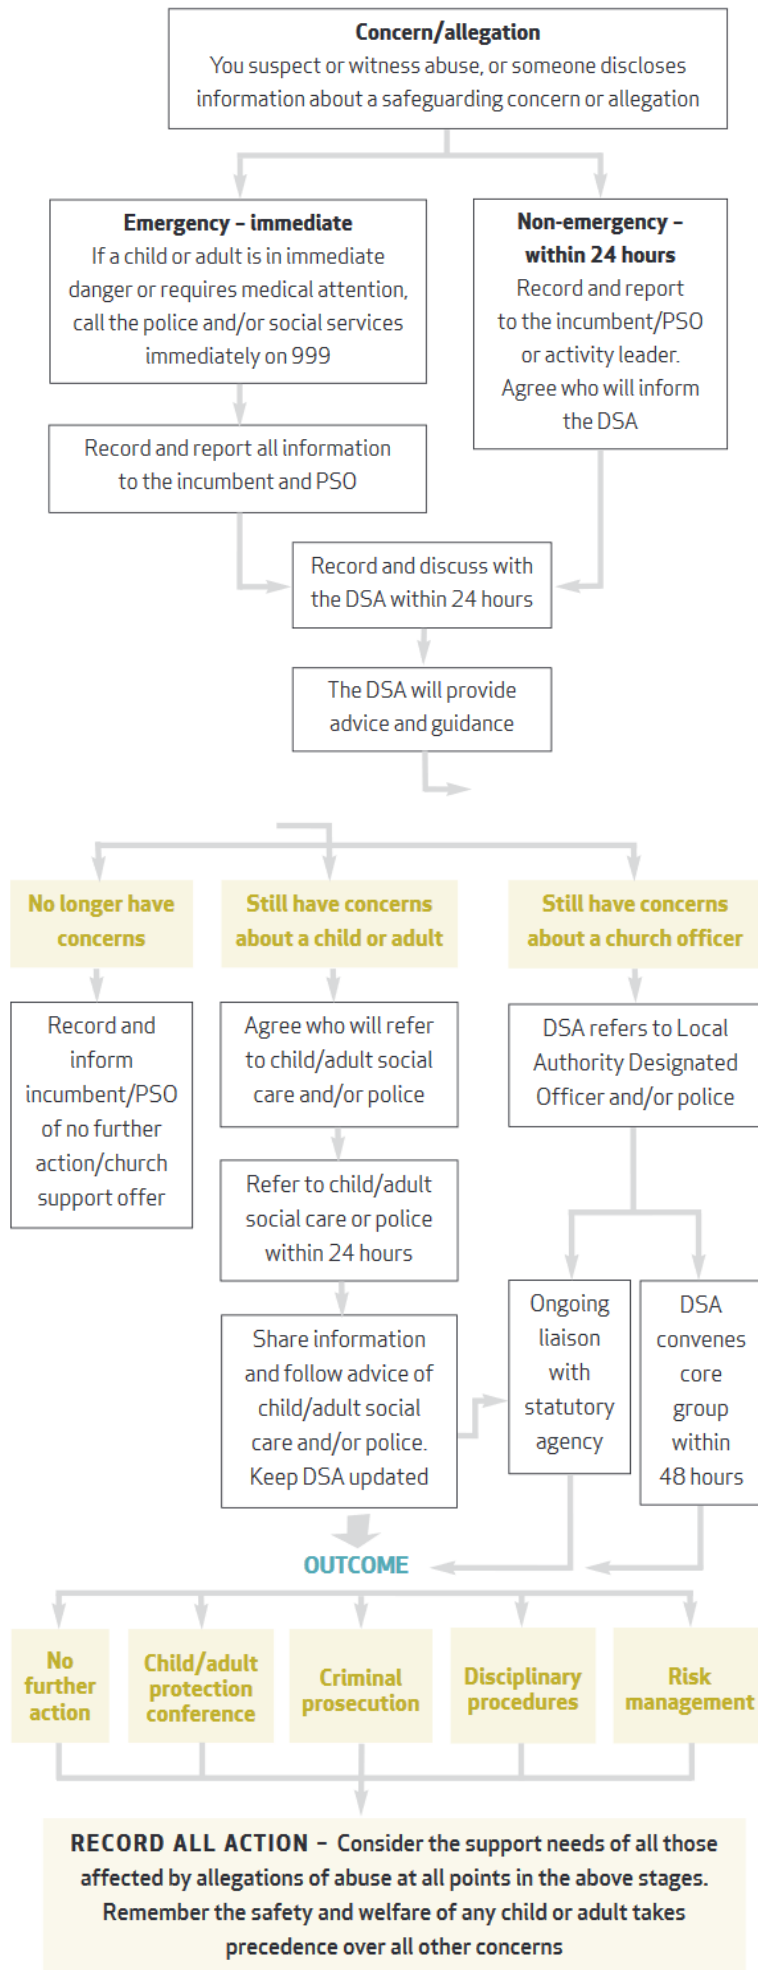 Concern/allegation
You suspect or witness abuse, or someone discloses
information about a safeguarding concern or allegation
Emergency – immediate
If a child or adult is in immediate
danger or requires medical attention,
call the police and/or social services
immediately on 999
Non-emergency –
within 24 hours
Record and report
to the incumbent/PSO
or activity leader.
Agree who will inform
the DSA
Record and report all information
to the incumbent and PSO
Record and discuss with
the DSA within 24 hours
The DSA will provide
advice and guidance
No longer have
concerns
Still have concerns
about a child or adult
Still have concerns
about a church officer
Record and
inform
incumbent/PSO
of no further
action/church
support offer
Agree who will refer
to child/adult social
care and/or police
DSA refers to Local
Authority Designated
Officer and/or police
Refer to child/adult
social care or police
within 24 hours
Share information
and follow advice of
child/adult social
care and/or police.
Keep DSA updated
Ongoing
liaison
with
statutory
agency
DSA
convenes
core
group
within
48 hours
OUTCOME
No
further
action
Child/adult
protection
conference
Criminal
prosecution
Disciplinary
procedures
Risk
management
RECORD ALL ACTION – Consider the support needs of all those
affected by allegations of abuse at all points in the above stages.
Remember the safety and welfare of any child or adult takes
precedence over all other concerns